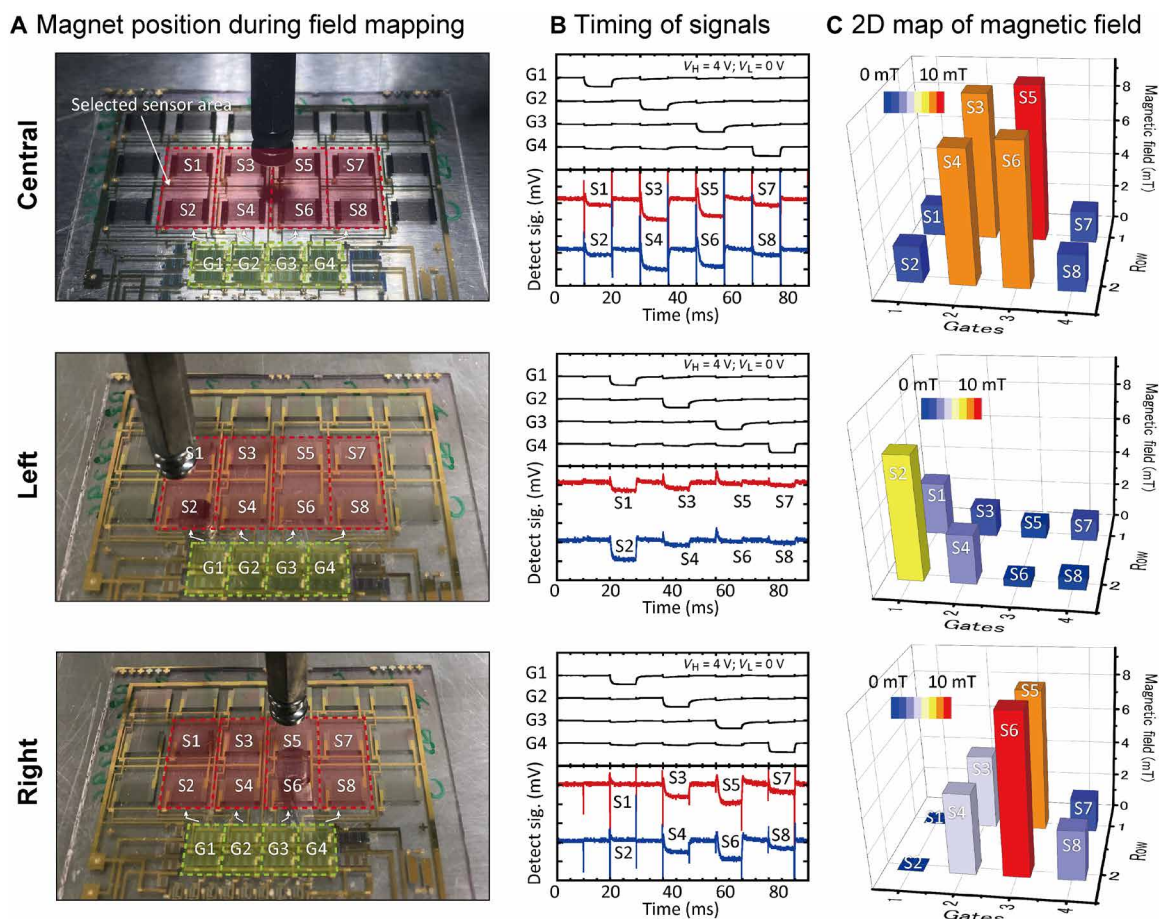 A Magnet position during field mapping
B Timing of signals
C 2D map of magnetic field
Central
Selected sensor area
S1 S3 S5 S7
S2 S4 S6 S8
G1 G2 G3 G4
G1
G2
G3
G4
V_H = 4 V; V_L = 0 V
Detect sig. (mV)
S1 S3 S5 S7
S2 S4 S6 S8
0 20 40 60 80
Time (ms)
0 mT 10 mT
S1 S3 S5 S7
S2 S4 S6 S8
8
6
4
2
0
Magnetic field (mT)
1
2
Row
1 2 3 4
Gates
Left
S1 S3 S5 S7
S2 S4 S6 S8
G1 G2 G3 G4
G1
G2
G3
G4
V_H = 4 V; V_L = 0 V
Detect sig. (mV)
S1 S3 S5 S7
S2 S4 S6 S8
0 20 40 60 80
Time (ms)
0 mT 10 mT
S2 S1 S3 S5 S7
S4 S6 S8
8
6
4
2
0
Magnetic field (mT)
1
2
Row
1 2 3 4
Gates
Right
S1 S3 S5 S7
S2 S4 S6 S8
G1 G2 G3 G4
G1
G2
G3
G4
V_H = 4 V; V_L = 0 V
Detect sig. (mV)
S1 S3 S5 S7
S2 S4 S6 S8
0 20 40 60 80
Time (ms)
0 mT 10 mT
S1 S3 S5 S7
S2 S4 S6 S8
8
6
4
2
0
Magnetic field (mT)
1
2
Row
1 2 3 4
Gates